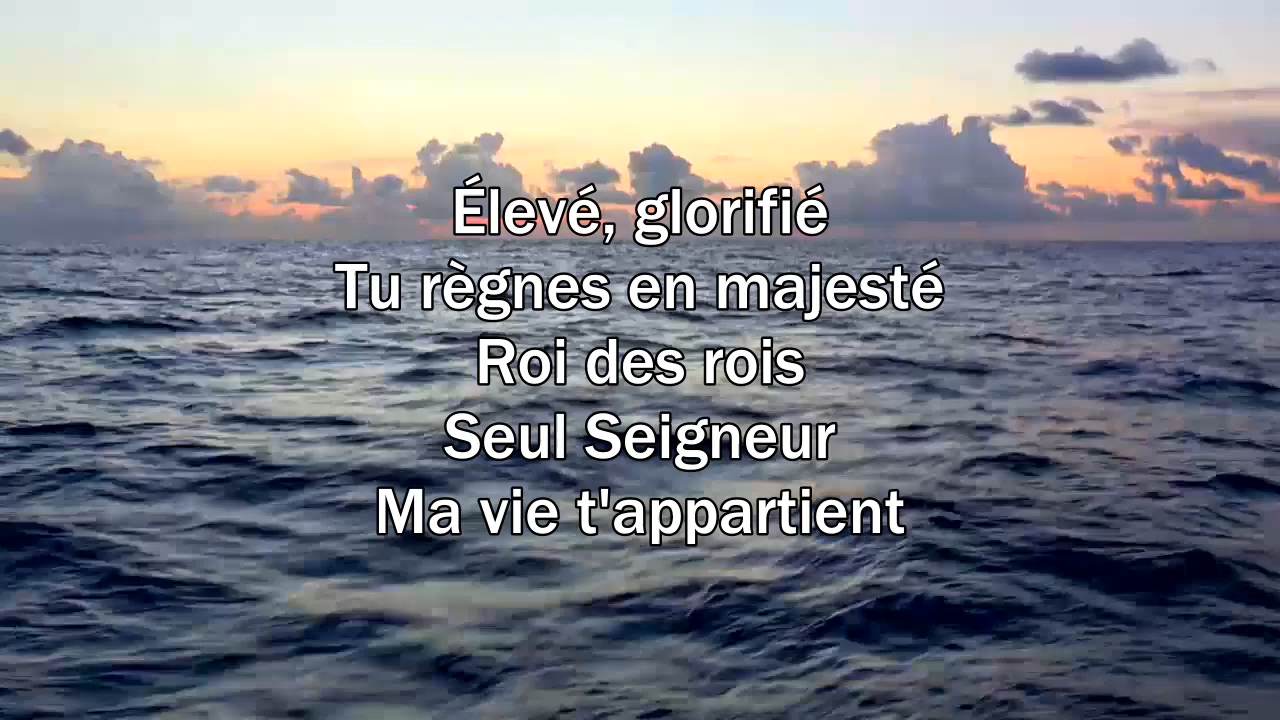 Élevé, glorifié
Tu règnes en majesté
Roi des rois
Seul Seigneur
Ma vie t'appartient